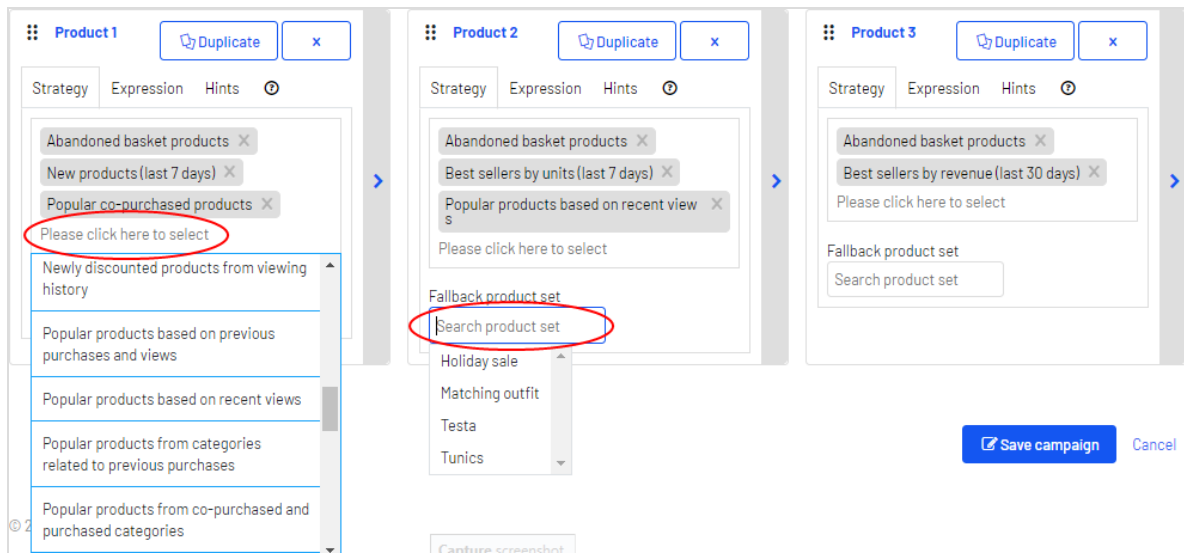 Product 1
Duplicate
x
Strategy Expression Hints ?
Abandoned basket products X
New products (last 7 days) X
Popular co-purchased products X
Please click here to select
Newly discounted products from viewing
history
Popular products based on previous
purchases and views
Popular products based on recent views
Popular products from categories
related to previous purchases
Popular products from co-purchased and
purchased categories
Product 2
Duplicate
x
Strategy Expression Hints ?
Abandoned basket products X
Best sellers by units (last 7 days) X
Popular products based on recent view X
s
Please click here to select
Fallback product set
Search product set
Holiday sale
Matching outfit
Testa
Tunics
Product 3
Duplicate
x
Strategy Expression Hints ?
Abandoned basket products X
Best sellers by revenue (last 30 days) X
Please click here to select
Fallback product set
Search product set
Save campaign Cancel
© 2
Capture screenshot